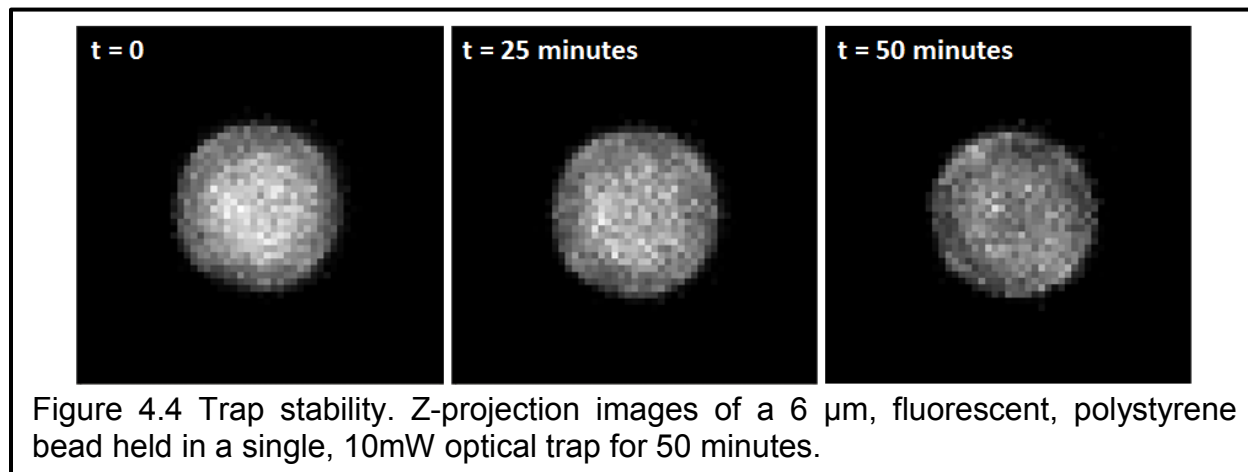 t = 0
t = 25 minutes
t = 50 minutes
Figure 4.4 Trap stability. Z-projection images of a 6 µm, fluorescent, polystyrene
bead held in a single, 10mW optical trap for 50 minutes.